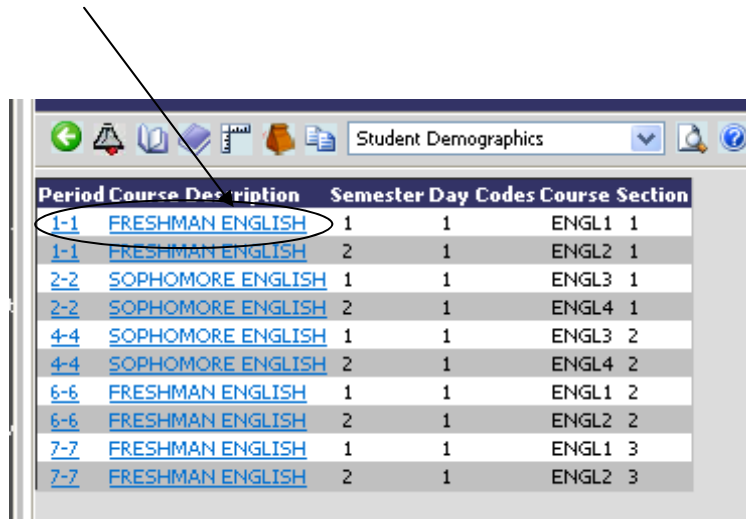 Student Demographics
Period Course Description Semester Day Codes Course Section
1-1 FRESHMAN ENGLISH 1 1 ENGL1 1
1-1 FRESHMAN ENGLISH 2 1 ENGL2 1
2-2 SOPHOMORE ENGLISH 1 1 ENGL3 1
2-2 SOPHOMORE ENGLISH 2 1 ENGL4 1
4-4 SOPHOMORE ENGLISH 1 1 ENGL3 2
4-4 SOPHOMORE ENGLISH 2 1 ENGL4 2
6-6 FRESHMAN ENGLISH 1 1 ENGL1 2
6-6 FRESHMAN ENGLISH 2 1 ENGL2 2
7-7 FRESHMAN ENGLISH 1 1 ENGL1 3
7-7 FRESHMAN ENGLISH 2 1 ENGL2 3